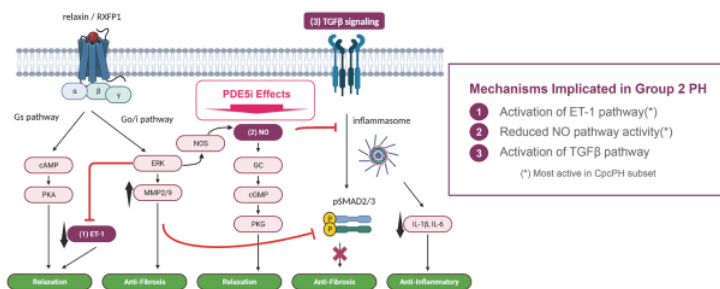 relaxin / RXFP1
(3) TGFβ signaling
α
β
γ
PDE5i Effects
Gs pathway
Go/i pathway
NOS
(2) NO
inflammasome
cAMP
ERK
GC
PKA
MMP2/9
cGMP
pSMAD2/3
(1) ET-1
PKG
P
P
IL-1β, IL-6
Relaxation
Anti-Fibrosis
Relaxation
Anti-Fibrosis
Anti-Inflammatory
Mechanisms Implicated in Group 2 PH
1 Activation of ET-1 pathway(*)
2 Reduced NO pathway activity(*)
3 Activation of TGFβ pathway
(*) Most active in CpcPH subset